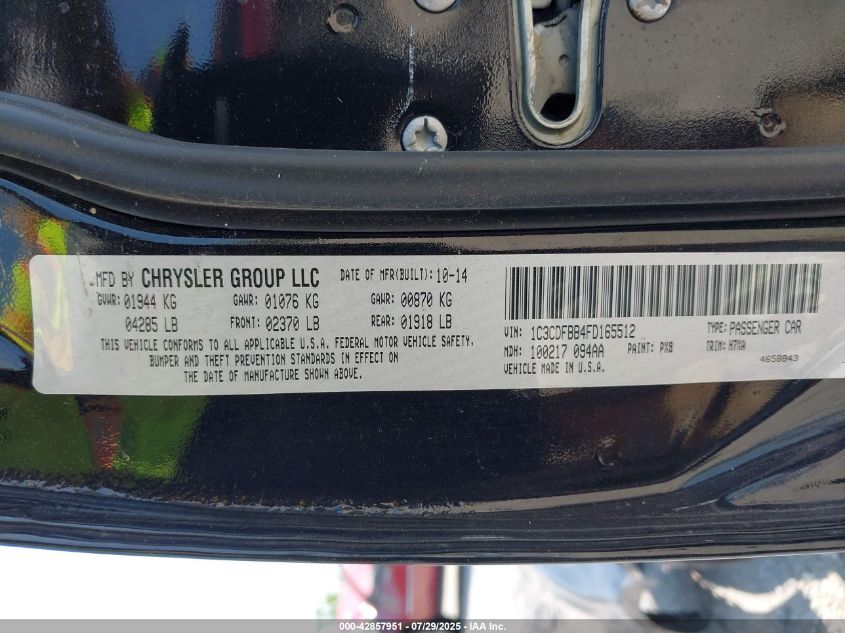 MFD BY CHRYSLER GROUP LLC DATE OF MFR(BUILT): 10-14
GVWR: 01944 KG GAWR: 01076 KG GAWR: 00870 KG
04285 LB FRONT: 02370 LB REAR: 01918 LB
THIS VEHICLE CONFORMS TO ALL APPLICABLE U.S.A. FEDERAL MOTOR VEHICLE SAFETY,
BUMPER AND THEFT PREVENTION STANDARDS IN EFFECT ON
THE DATE OF MANUFACTURE SHOWN ABOVE.
VIN: 1C3CDFBB4FD165512 TYPE: PASSENGER CAR
MDH: 100217 094AA PAINT: PX8 TRIM: H7XA
VEHICLE MADE IN U.S.A. 4658843
000-42857951 - 07/29/2025 - IAA Inc.